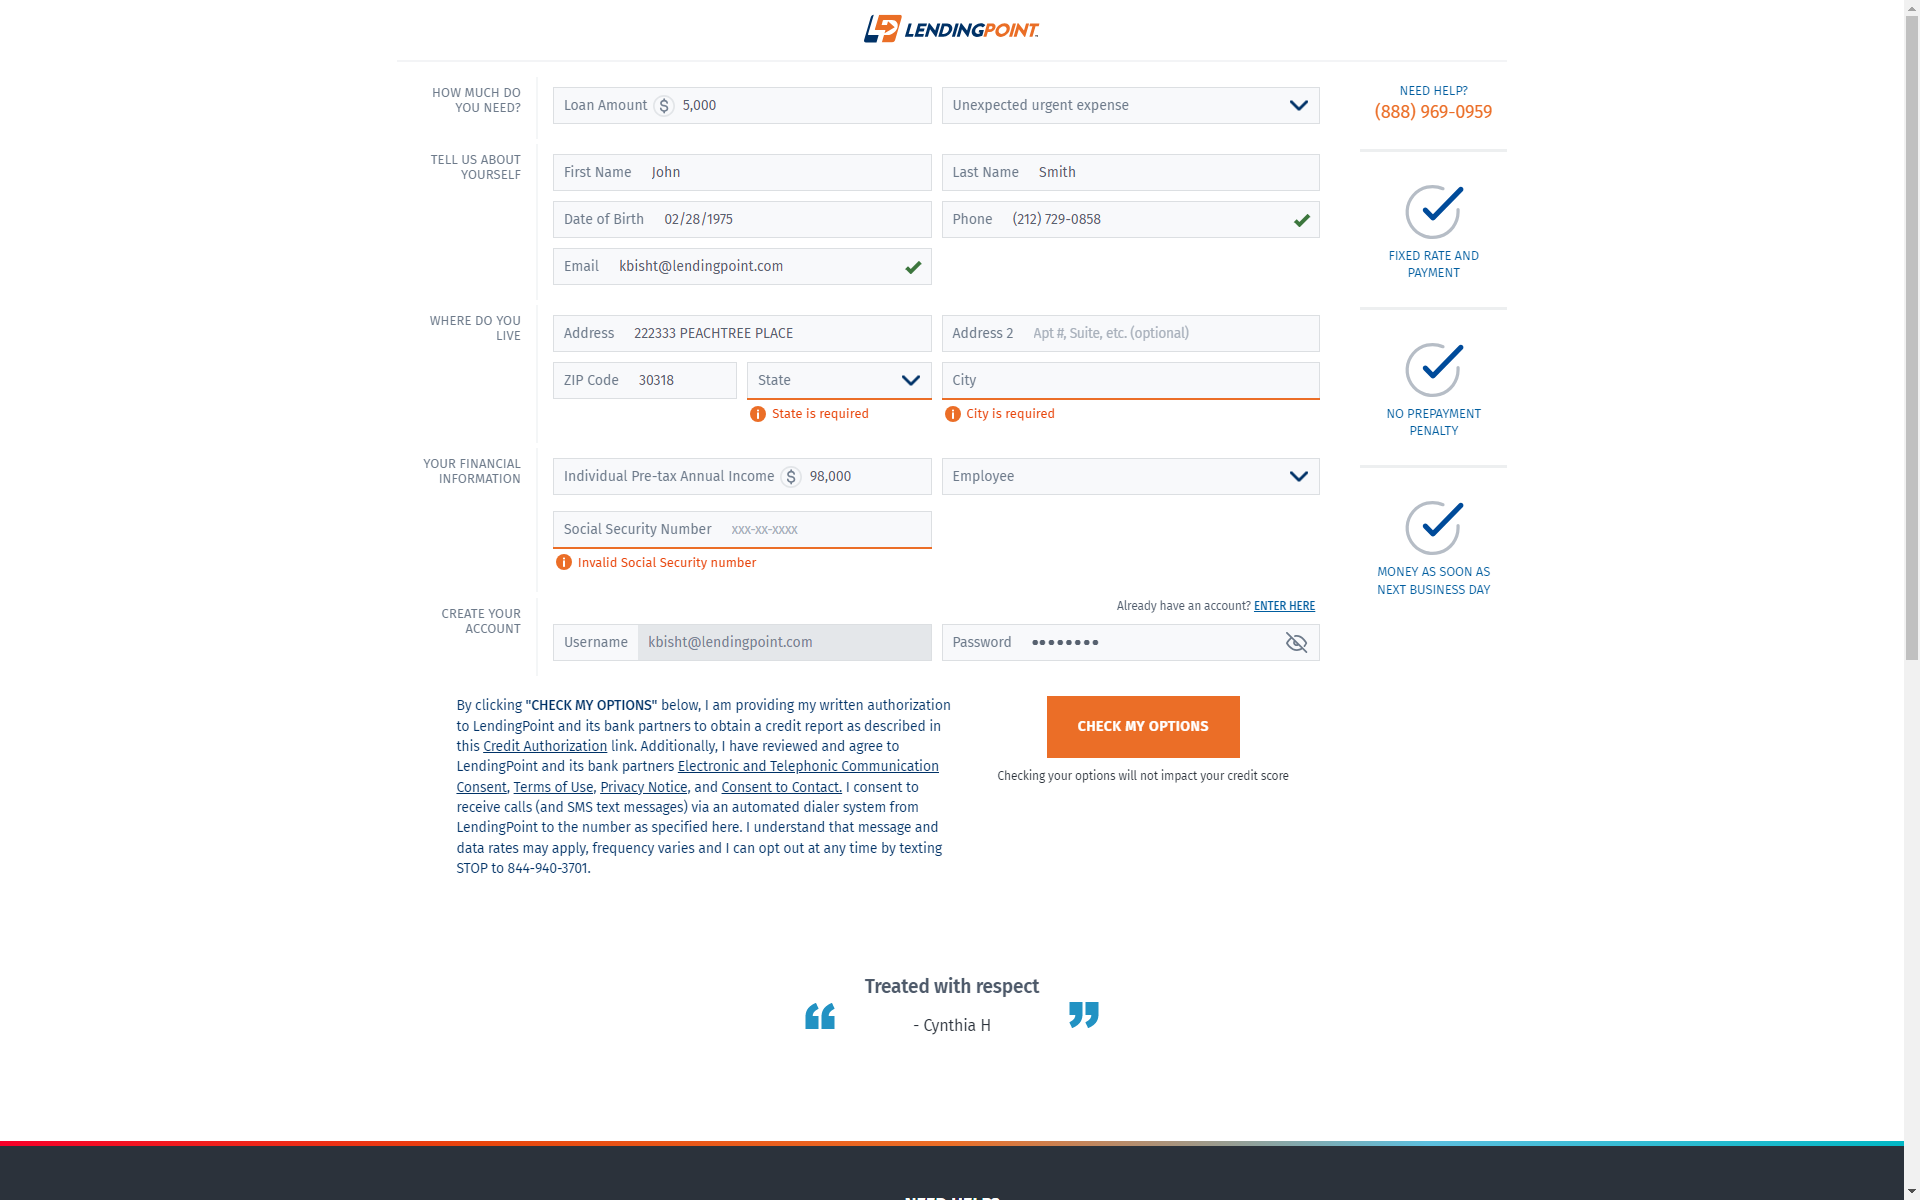 LENDINGPOINT
HOW MUCH DO
YOU NEED?
Loan Amount $ 5,000
Unexpected urgent expense
NEED HELP?
(888) 969-0959
TELL US ABOUT
YOURSELF
First Name John
Last Name Smith
Date of Birth 02/28/1975
Phone (212) 729-0858
Email kbisht@lendingpoint.com
FIXED RATE AND
PAYMENT
WHERE DO YOU
LIVE
Address 222333 PEACHTREE PLACE
Address 2 Apt #, Suite, etc. (optional)
ZIP Code 30318
State
City
State is required
City is required
NO PREPAYMENT
PENALTY
YOUR FINANCIAL
INFORMATION
Individual Pre-tax Annual Income $ 98,000
Employee
Social Security Number xxx-xx-xxxx
Invalid Social Security number
MONEY AS SOON AS
NEXT BUSINESS DAY
CREATE YOUR
ACCOUNT
Already have an account? ENTER HERE
Username kbisht@lendingpoint.com
Password ••••••••
By clicking "CHECK MY OPTIONS" below, I am providing my written authorization
to LendingPoint and its bank partners to obtain a credit report as described in
this Credit Authorization link. Additionally, I have reviewed and agree to
LendingPoint and its bank partners Electronic and Telephonic Communication
Consent, Terms of Use, Privacy Notice, and Consent to Contact. I consent to
receive calls (and SMS text messages) via an automated dialer system from
LendingPoint to the number as specified here. I understand that message and
data rates may apply, frequency varies and I can opt out at any time by texting
STOP to 844-940-3701.
CHECK MY OPTIONS
Checking your options will not impact your credit score
Treated with respect
- Cynthia H
NEED HELP?